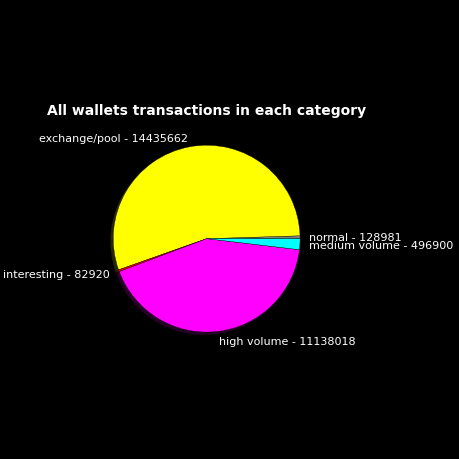 All wallets transactions in each category
exchange/pool - 14435662
normal - 128981
medium volume - 496900
interesting - 82920
high volume - 11138018